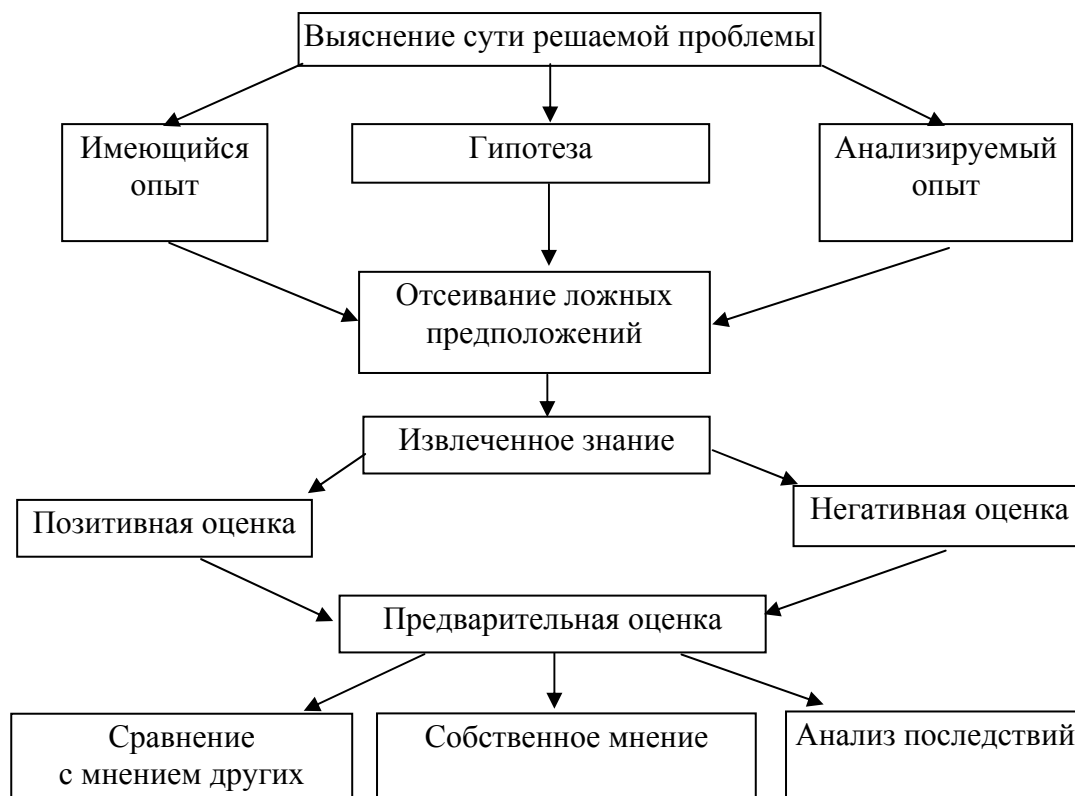 Выяснение сути решаемой проблемы
Имеющийся
опыт
Гипотеза
Анализируемый
опыт
Отсеивание ложных
предположений
Извлеченное знание
Позитивная оценка
Негативная оценка
Предварительная оценка
Сравнение
с мнением других
Собственное мнение
Анализ последствий